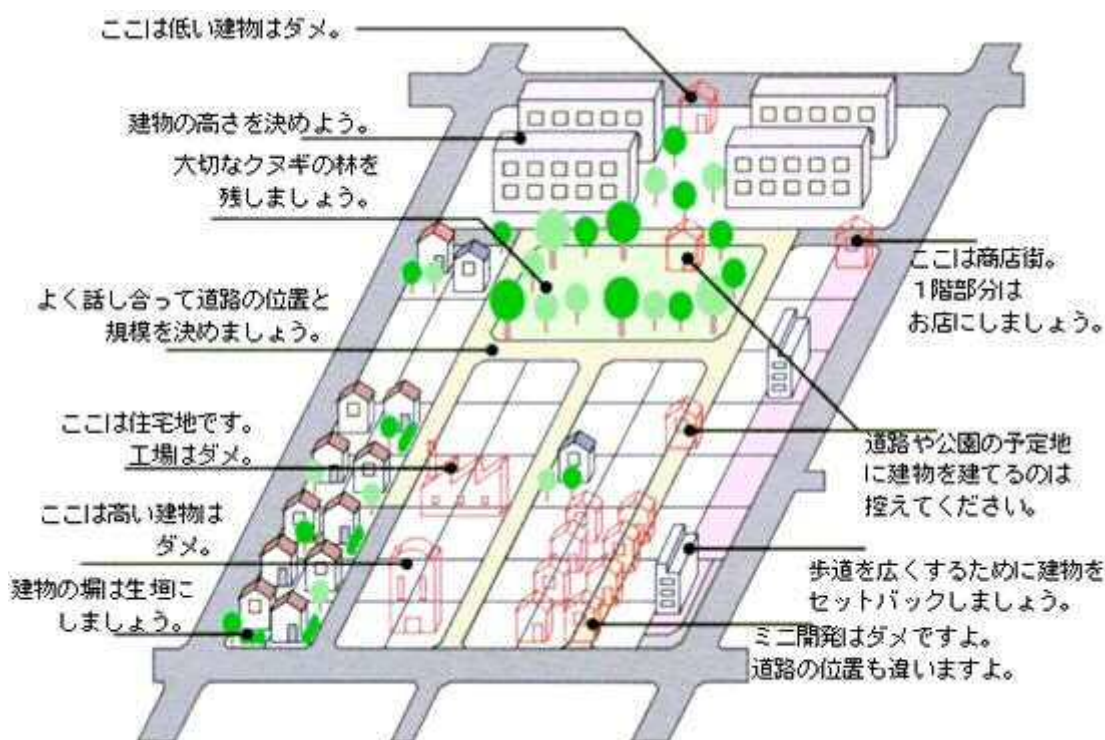 ここは低い建物はダメ。
建物の高さを決めよう。
大切なクヌギの林を
残しましょう。
よく話し合って道路の位置と
規模を決めましょう。
ここは住宅地です。
工場はダメ。
ここは高い建物は
ダメ。
建物の塀は生垣に
しましょう。
ここは商店街。
1階部分は
お店にしましょう。
道路や公園の予定地
に建物を建てるのは
控えてください。
歩道を広くするために建物を
セットバックしましょう。
ミニ開発はダメですよ。
道路の位置も違いますよ。